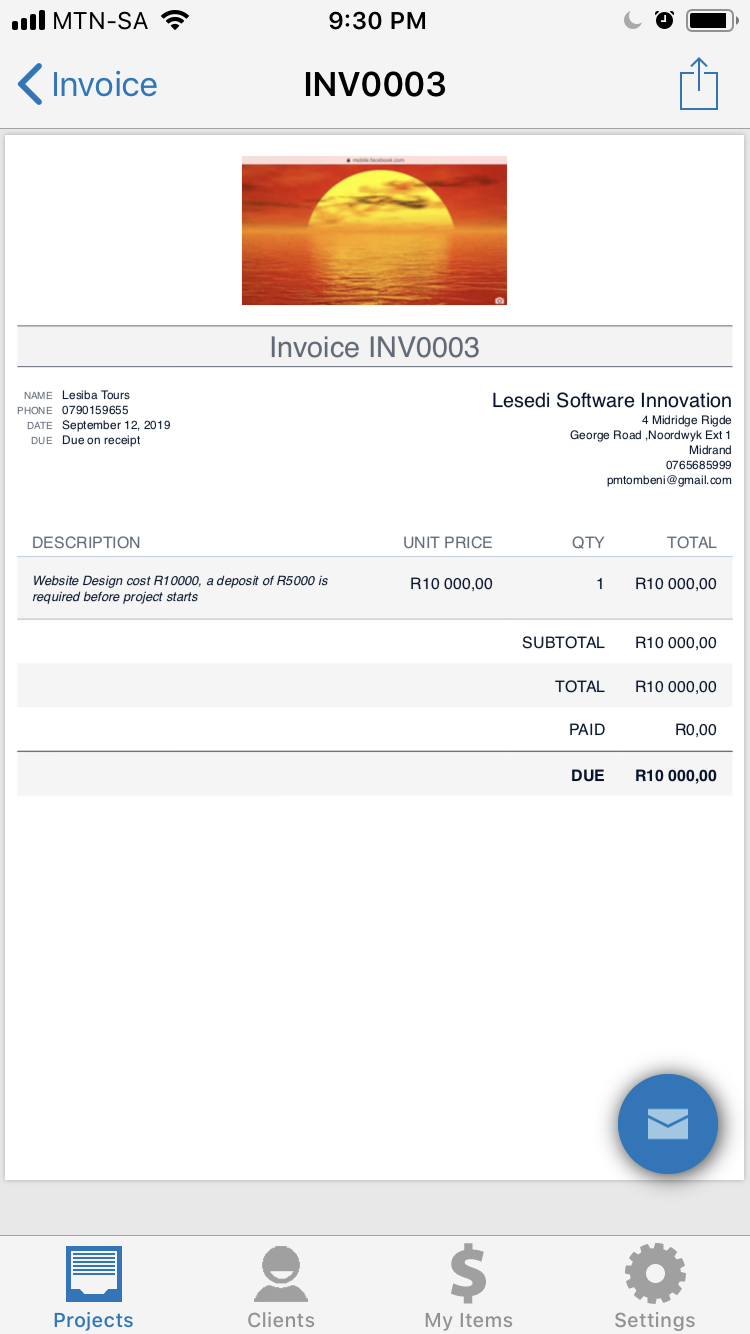 MTN-SA 9:30 PM
Invoice INV0003
mobile.facebook.com
Invoice INV0003
NAME Lesiba Tours
PHONE 0790159655
DATE September 12, 2019
DUE Due on receipt
Lesedi Software Innovation
4 Midridge Rigde
George Road ,Noordwyk Ext 1
Midrand
0765685999
pmtombeni@gmail.com
DESCRIPTION UNIT PRICE QTY TOTAL
Website Design cost R10000, a deposit of R5000 is R10 000,00 1 R10 000,00
required before project starts
SUBTOTAL R10 000,00
TOTAL R10 000,00
PAID R0,00
DUE R10 000,00
Projects Clients My Items Settings